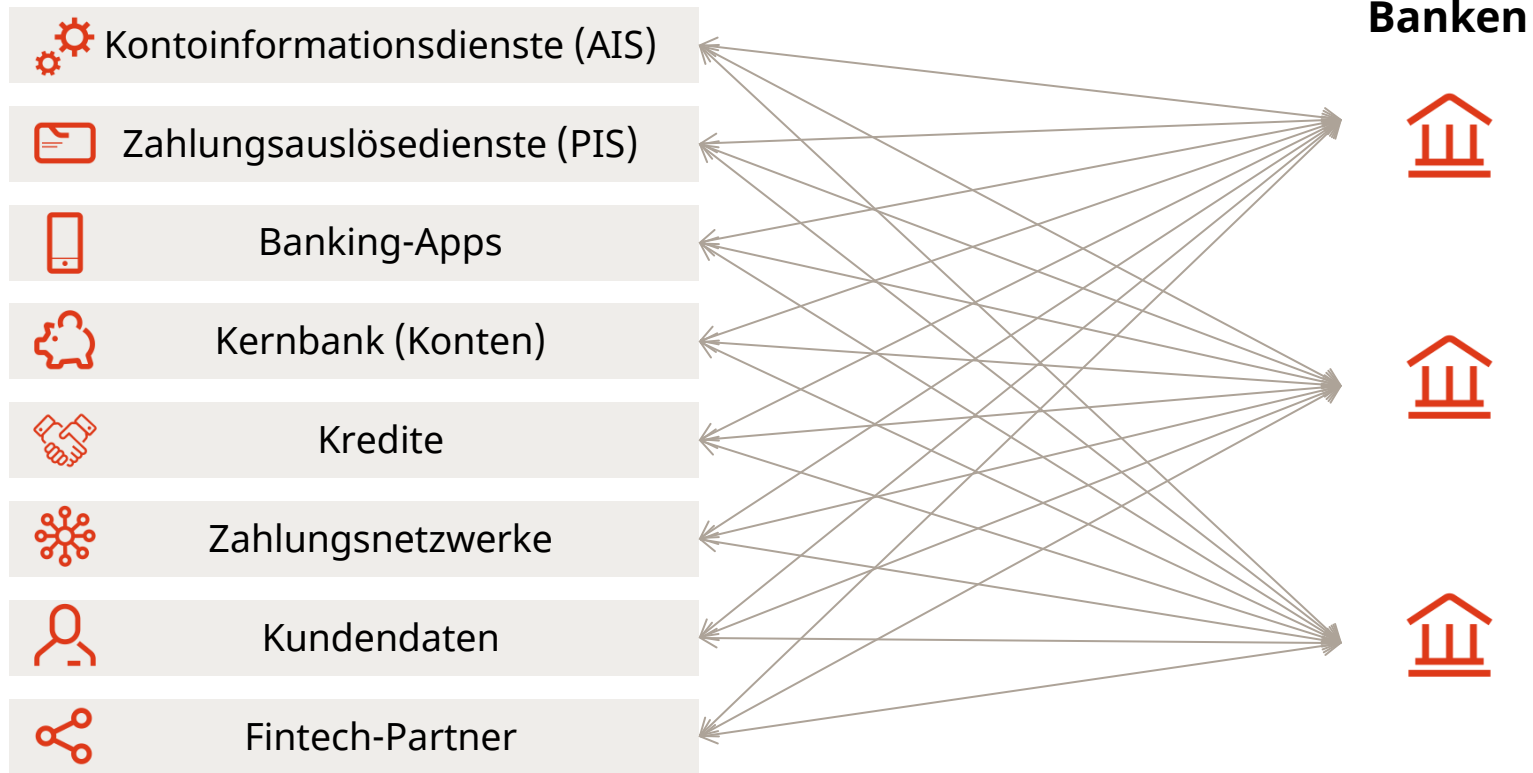 Banken
Kontoinformationsdienste (AIS)
Zahlungsauslösedienste (PIS)
Banking-Apps
Kernbank (Konten)
Kredite
Zahlungsnetzwerke
Kundendaten
Fintech-Partner